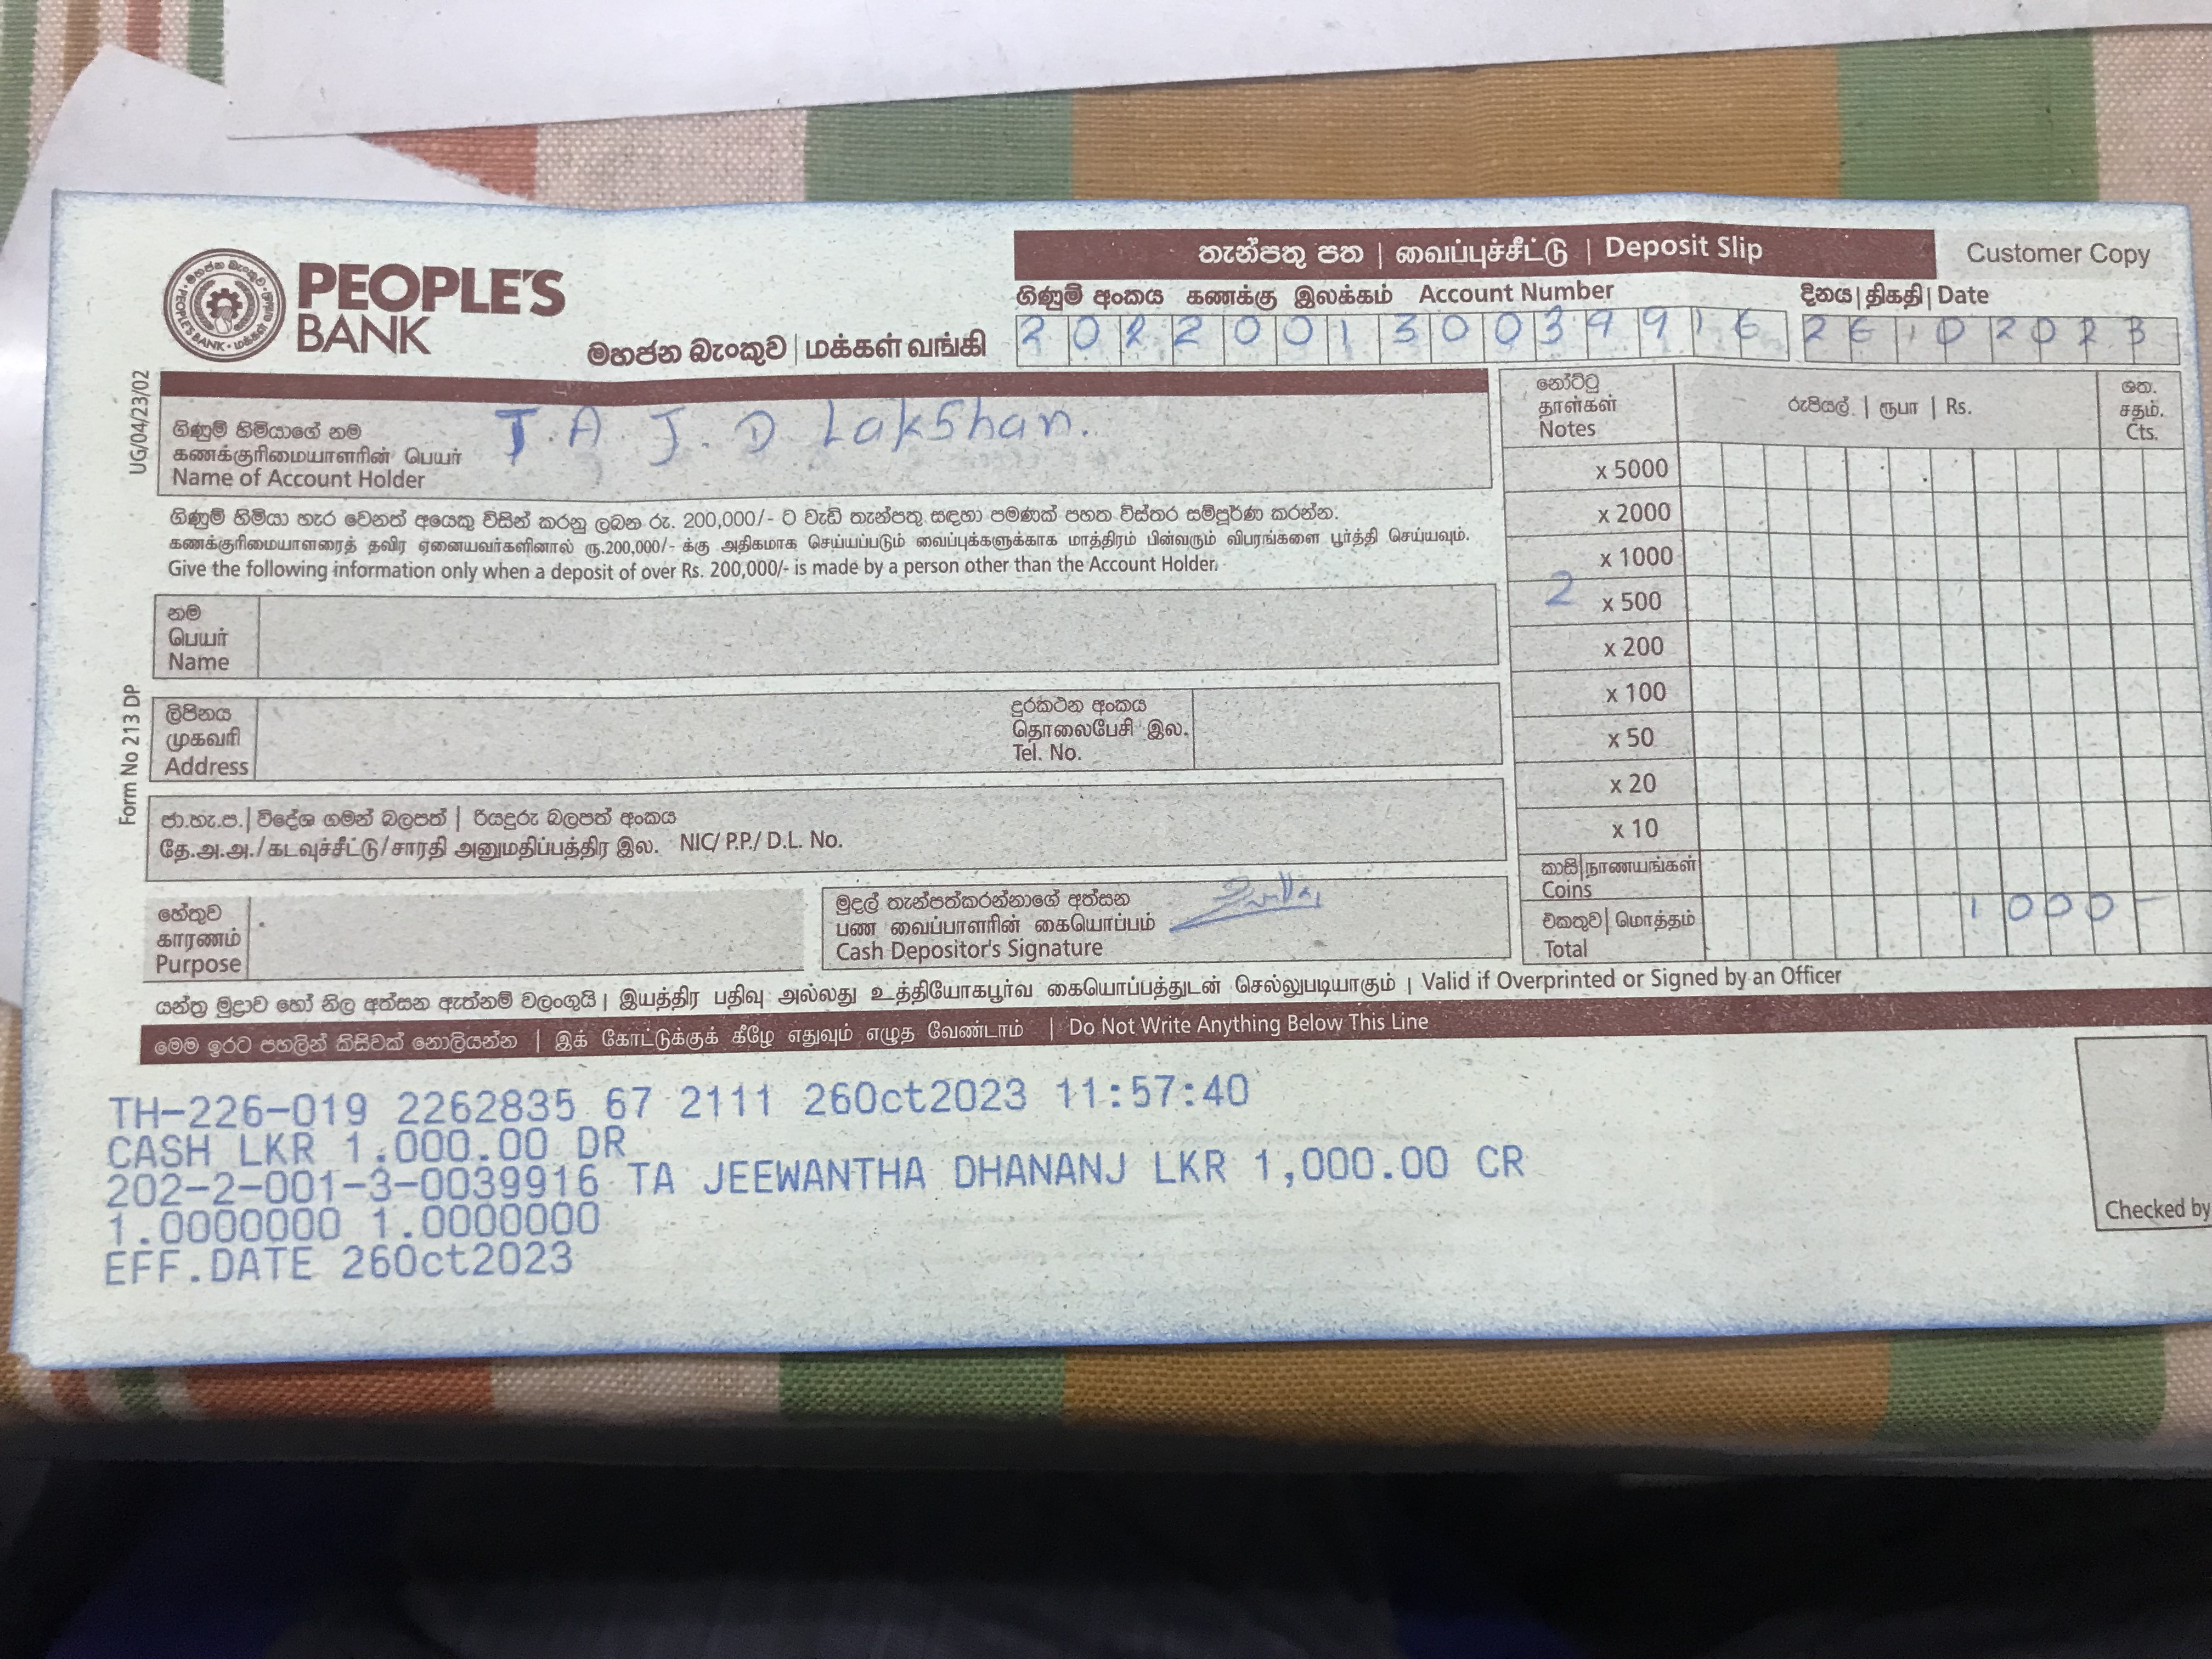 තැන්පතු පත | வைப்புச்சீட்டு | Deposit Slip
Customer Copy
PEOPLE'S
BANK
මහජන බැංකුව | மக்கள் வங்கி
ගිණුම් අංකය கணக்கு இலக்கம் Account Number
දිනය | திகதி | Date
202200130039916
26102023
UG/04/23/02
ගිණුම් හිමියාගේ නම
கணக்குரிமையாளரின் பெயர்
Name of Account Holder
T. A. J. D Lakshan.
ගිණුම් හිමියා හැර වෙනත් අයෙකු විසින් කරනු ලබන රු. 200,000/- ට වැඩි තැන්පතු සඳහා පමණක් පහත විස්තර සම්පූර්ණ කරන්න.
கணக்குரிமையாளரைத் தவிர ஏனையவர்களினால் ரூ.200,000/- க்கு அதிகமாக செய்யப்படும் வைப்புக்களுக்காக மாத்திரம் பின்வரும் விபரங்களை பூர்த்தி செய்யவும்.
Give the following information only when a deposit of over Rs. 200,000/- is made by a person other than the Account Holder.
නම
பெயர்
Name
ලිපිනය
முகவரி
Address
දුරකථන අංකය
தொலைபேசி இல.
Tel. No.
Form No 213 DP
ජා.හැ.ප. | විදේශ ගමන් බලපත් | රියදුරු බලපත් අංකය
தே.அ.அ./கடவுச்சீட்டு/சாரதி அனுமதிப்பத்திர இல. NIC/ P.P./ D.L. No.
හේතුව
காரணம்
Purpose
මුදල් තැන්පත්කරන්නාගේ අත්සන
பண வைப்பாளரின் கையொப்பம்
Cash Depositor's Signature
නෝට්ටු
தாள்கள்
Notes
රුපියල් | ரூபா | Rs.
ශත.
சதம்.
Cts.
x 5000
x 2000
x 1000
2 x 500
x 200
x 100
x 50
x 20
x 10
කාසි | நாணயங்கள்
Coins
එකතුව | மொத்தம்
Total
1000 -
යන්ත්‍ර මුද්‍රාව හෝ නිල අත්සන ඇත්නම් වලංගුයි | இயத்திர பதிவு அல்லது உத்தியோகபூர்வ கையொப்பத்துடன் செல்லுபடியாகும் | Valid if Overprinted or Signed by an Officer
මෙම ඉරට පහලින් කිසිවක් නොලියන්න | இக் கோட்டுக்குக் கீழே எதுவும் எழுத வேண்டாம் | Do Not Write Anything Below This Line
TH-226-019 2262835 67 2111 26Oct2023 11:57:40
CASH LKR 1,000.00 DR
202-2-001-3-0039916 TA JEEWANTHA DHANANJ LKR 1,000.00 CR
1.0000000 1.0000000
EFF.DATE 26Oct2023
Checked by